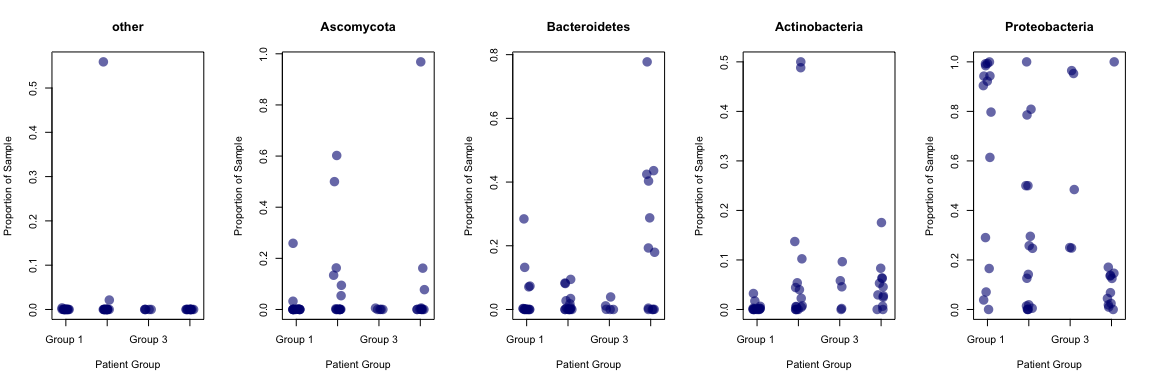 other
Proportion of Sample
0.0 0.1 0.2 0.3 0.4 0.5
Group 1 Group 3
Patient Group
Ascomycota
Proportion of Sample
0.0 0.2 0.4 0.6 0.8 1.0
Group 1 Group 3
Patient Group
Bacteroidetes
Proportion of Sample
0.0 0.2 0.4 0.6 0.8
Group 1 Group 3
Patient Group
Actinobacteria
Proportion of Sample
0.0 0.1 0.2 0.3 0.4 0.5
Group 1 Group 3
Patient Group
Proteobacteria
Proportion of Sample
0.0 0.2 0.4 0.6 0.8 1.0
Group 1 Group 3
Patient Group